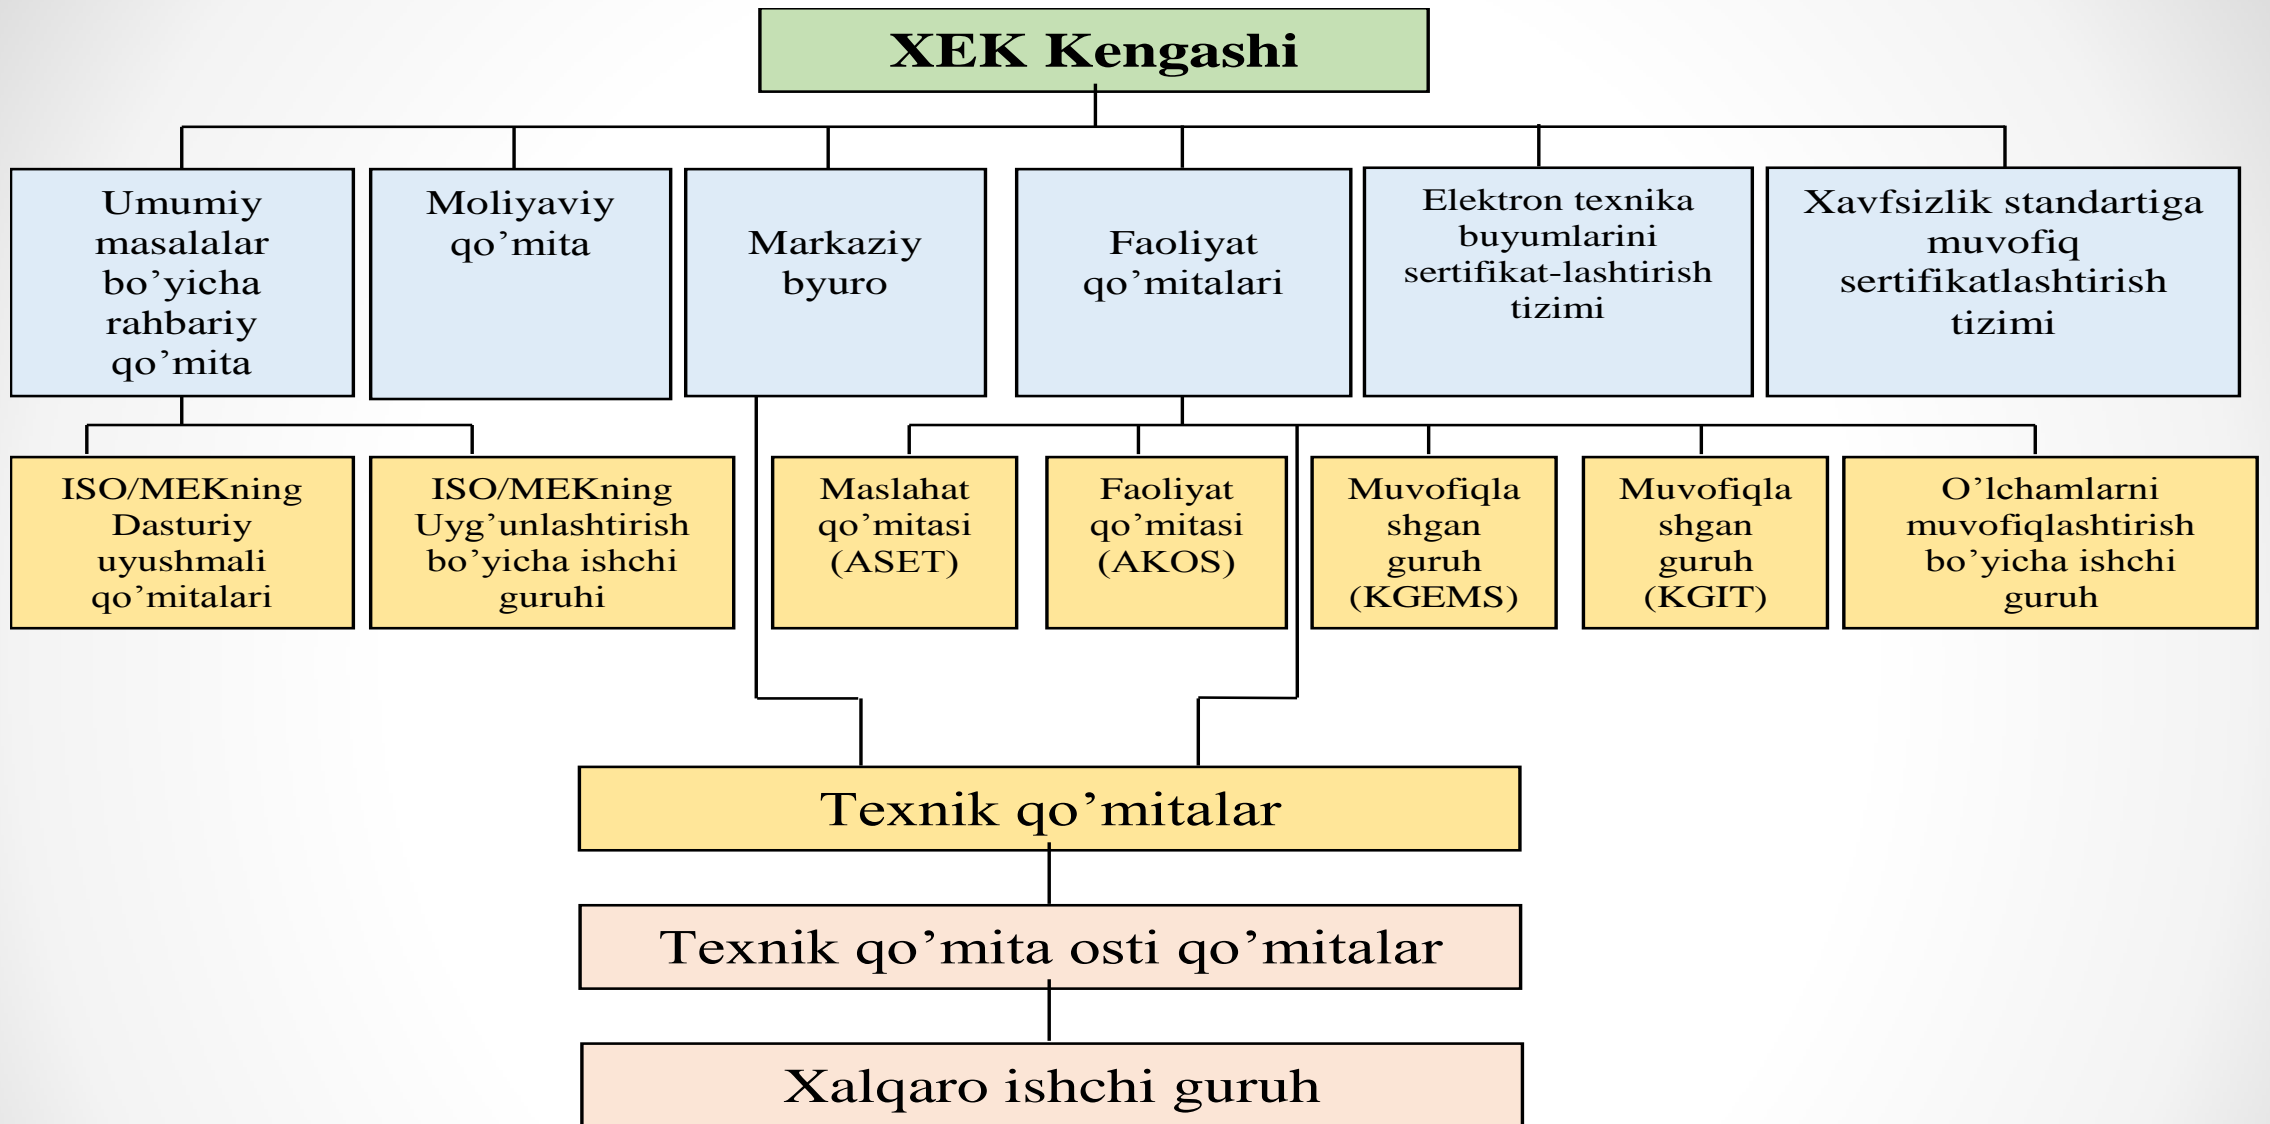 XEK Kengashi
Umumiy
masalalar
bo’yicha
rahbariy
qo’mita
Moliyaviy
qo’mita
Markaziy
byuro
Faoliyat
qo’mitalari
Elektron texnika
buyumlarini
sertifikat-lashtirish
tizimi
Xavfsizlik standartiga
muvofiq
sertifikatlashtirish
tizimi
ISO/MEKning
Dasturiy
uyushmali
qo’mitalari
ISO/MEKning
Uyg’unlashtirish
bo’yicha ishchi
guruhi
Maslahat
qo’mitasi
(ASET)
Faoliyat
qo’mitasi
(AKOS)
Muvofiqla
shgan
guruh
(KGEMS)
Muvofiqla
shgan
guruh
(KGIT)
O’lchamlarni
muvofiqlashtirish
bo’yicha ishchi
guruh
Texnik qo’mitalar
Texnik qo’mita osti qo’mitalar
Xalqaro ishchi guruh